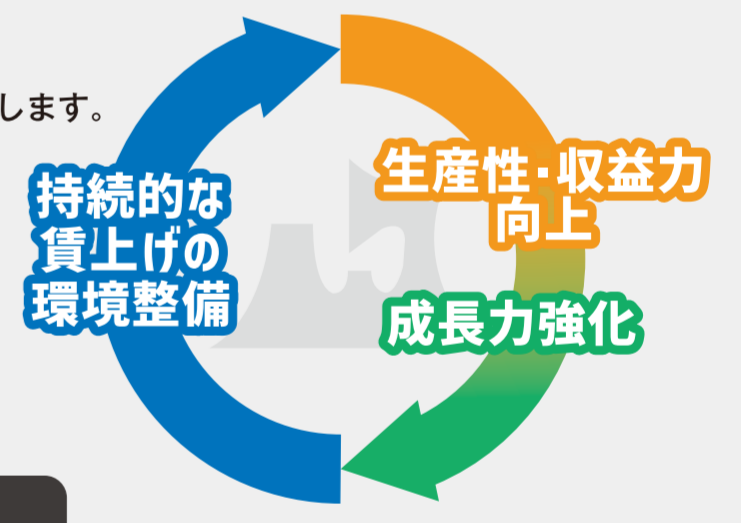 します。
持続的な
賃上げの
環境整備
生産性・収益力
向上
成長力強化